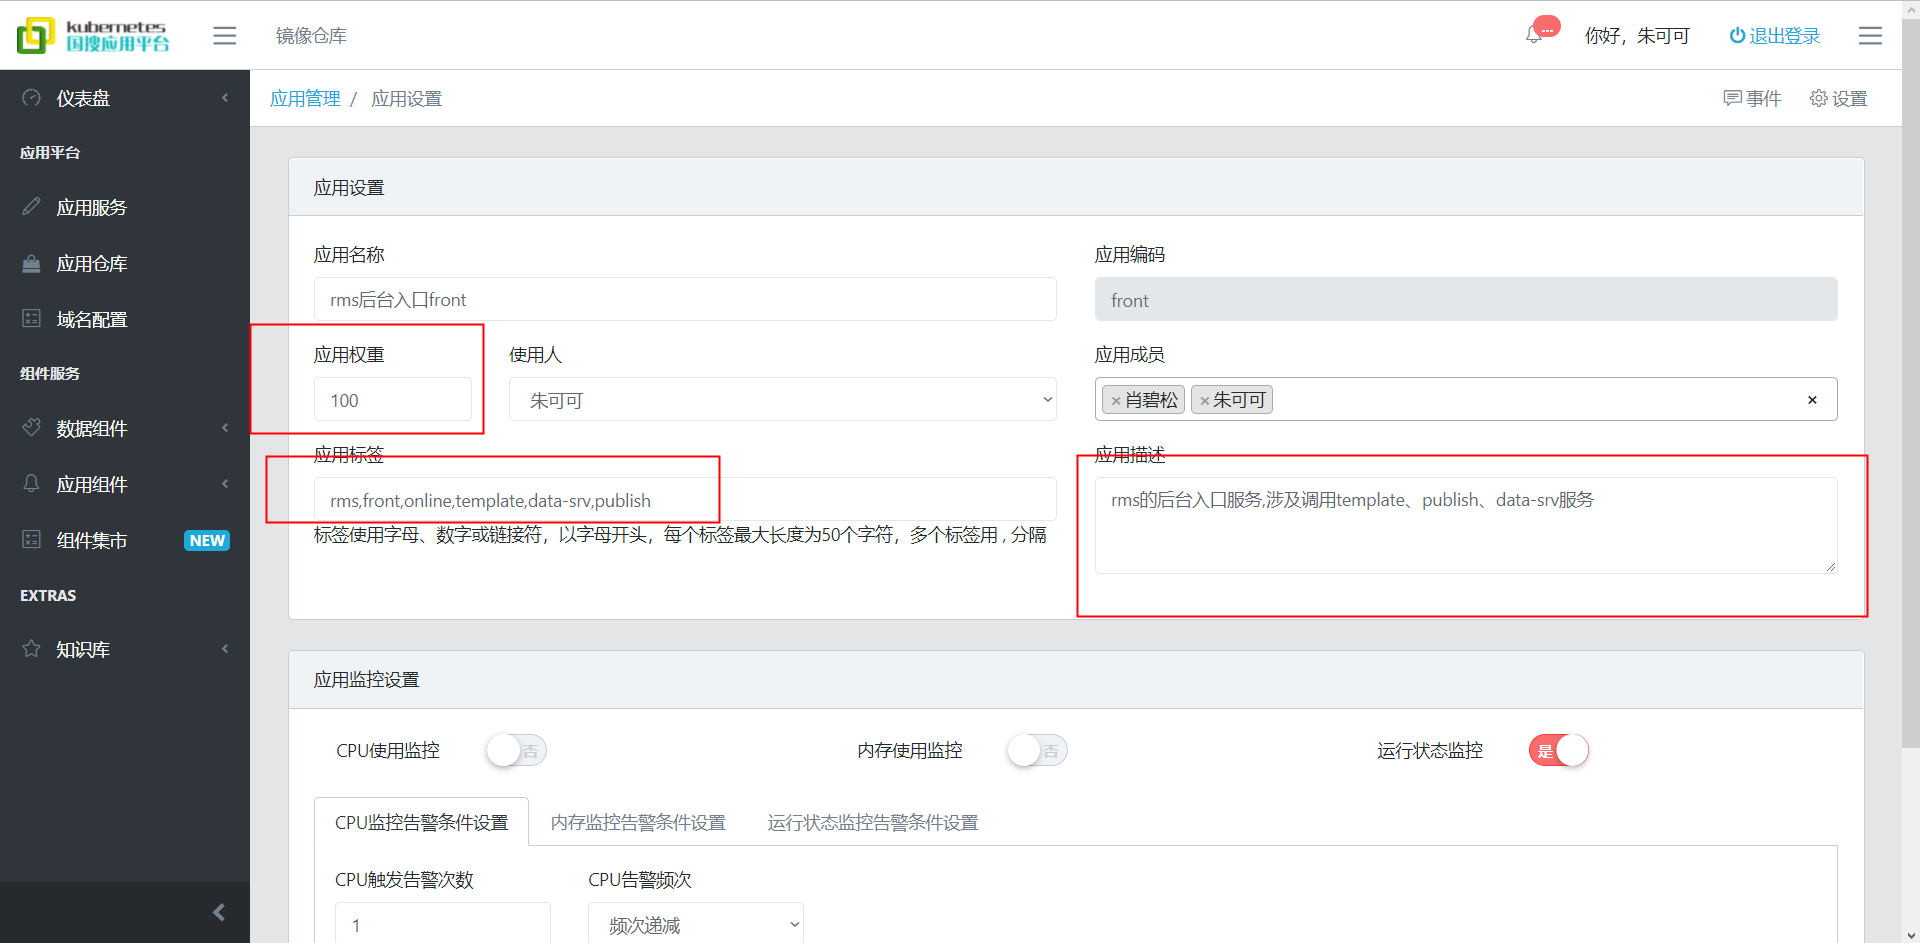 kubernetes
国搜应用平台
镜像仓库
...
你好，朱可可
退出登录
仪表盘
应用平台
应用服务
应用仓库
域名配置
组件服务
数据组件
应用组件
组件集市 NEW
EXTRAS
知识库
应用管理 / 应用设置
事件 设置
应用设置
应用名称
rms后台入口front
应用编码
front
应用权重
100
使用人
朱可可
应用成员
×肖碧松 ×朱可可 ×
应用标签
rms,front,online,template,data-srv,publish
标签使用字母、数字或链接符，以字母开头，每个标签最大长度为50个字符，多个标签用 , 分隔
应用描述
rms的后台入口服务,涉及调用template、publish、data-srv服务
应用监控设置
CPU使用监控 否
内存使用监控 否
运行状态监控 是
CPU监控告警条件设置 内存监控告警条件设置 运行状态监控告警条件设置
CPU触发告警次数
1
CPU告警频次
频次递减